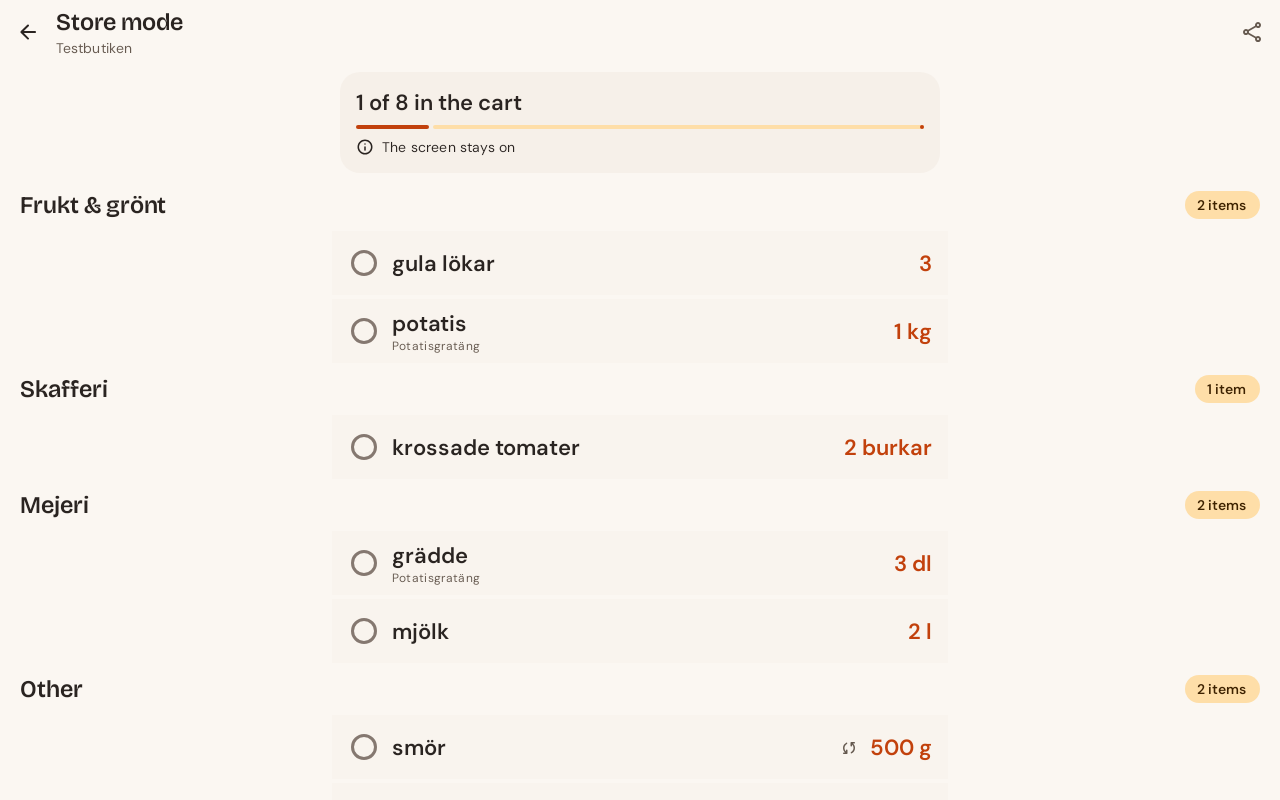 Store mode
Testbutiken
1 of 8 in the cart
The screen stays on
Frukt & grönt
2 items
gula lökar
3
potatis
1 kg
Potatisgratäng
Skafferi
1 item
krossade tomater
2 burkar
Mejeri
2 items
grädde
3 dl
Potatisgratäng
mjölk
2 l
Other
2 items
smör
500 g